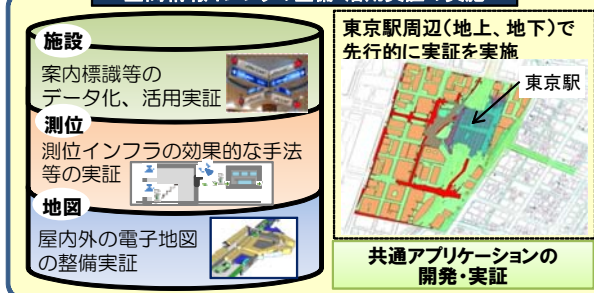 施設
案内標識等の
データ化、活用実証
測位
測位インフラの効果的な手法
等の実証
地図
屋内外の電子地図
の整備実証
東京駅周辺(地上、地下)で
先行的に実証を実施
東京駅
共通アプリケーションの
開発・実証